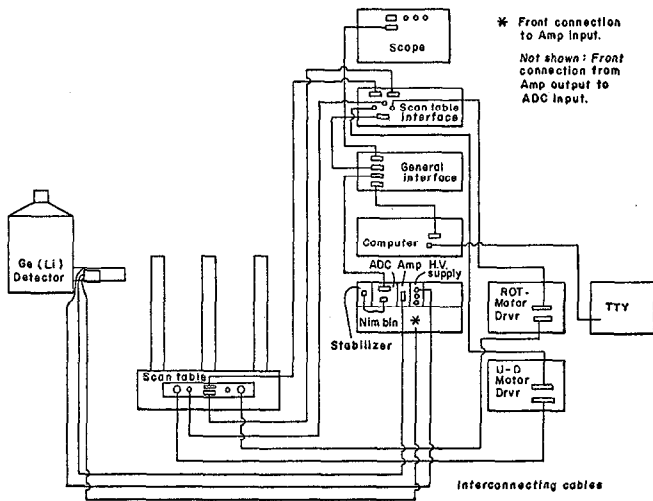 * Front connection
to Amp input.
Not shown: Front
connection from
Amp output to
ADC input.
Scope
Scan table
interface
General
interface
Computer
ADC Amp H.V.
supply
Nim bin
*
Stabilizer
Ge (Li)
Detector
Scan table
ROT-
Motor
Drvr
TTY
U-D
Motor
Drvr
Interconnecting cables